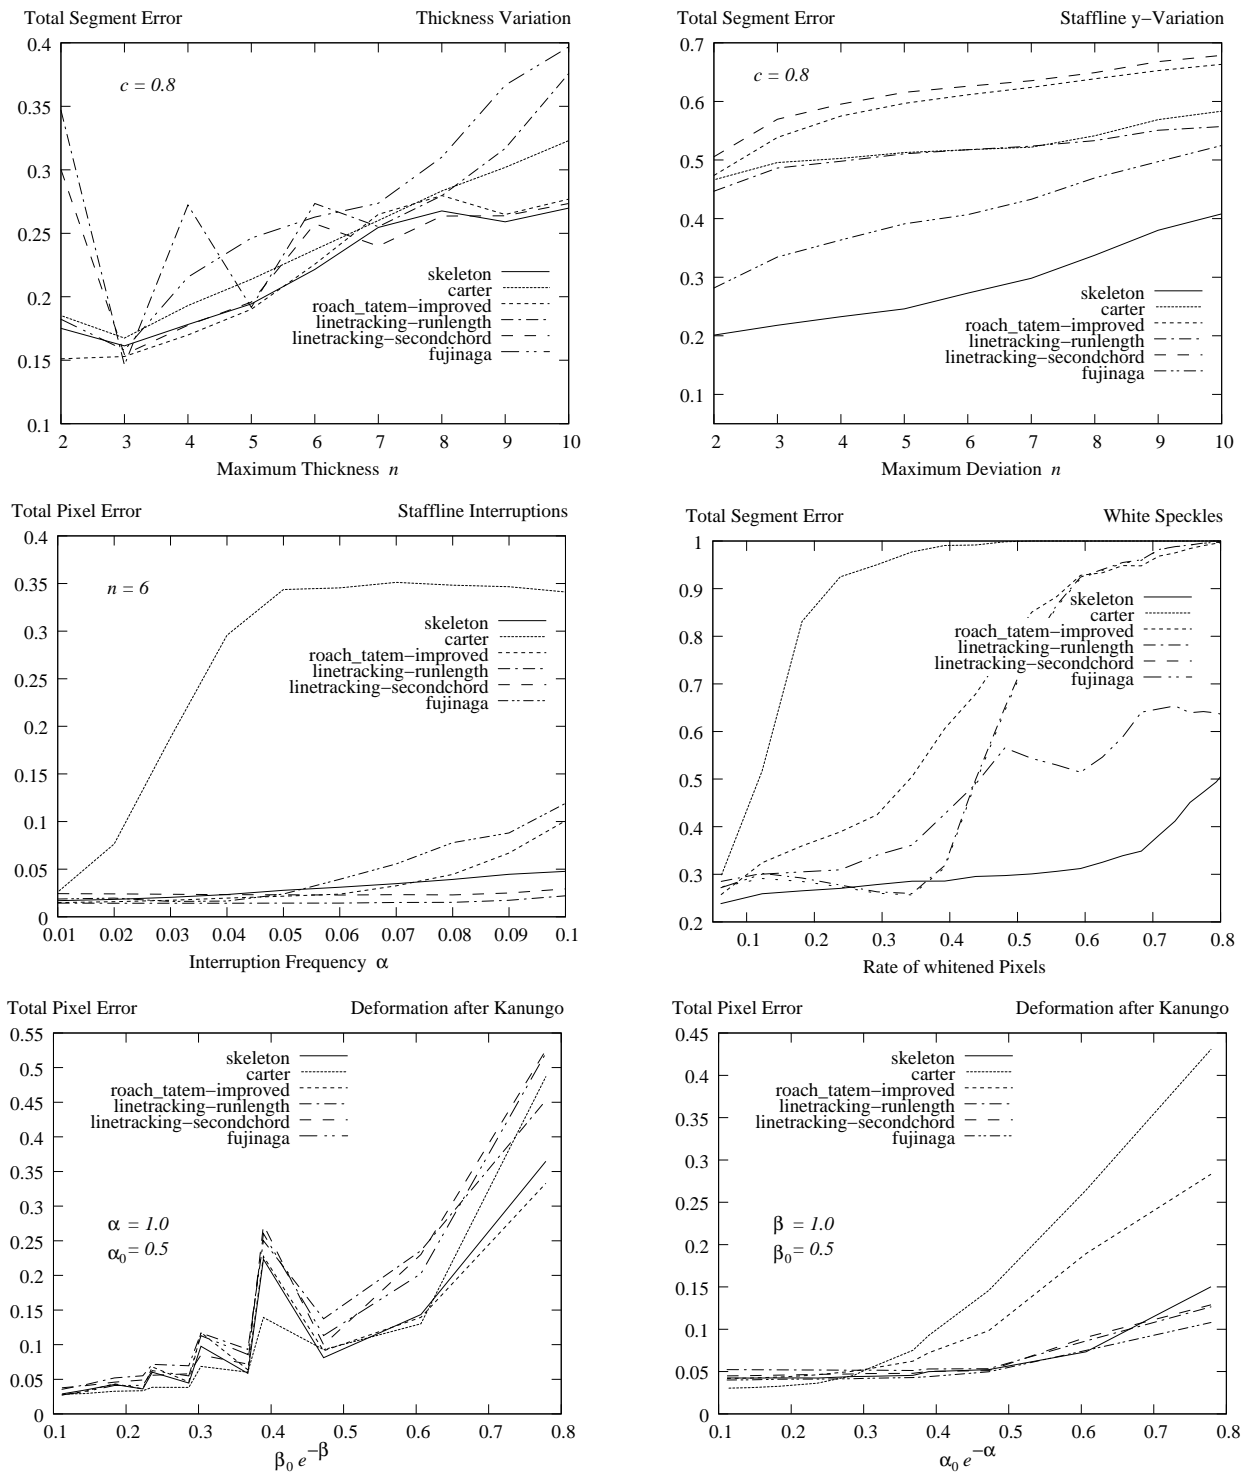 Total Segment Error Thickness Variation
0.4
0.35
0.3
0.25
0.2
0.15
0.1
c = 0.8
skeleton
carter
roach_tatem−improved
linetracking−runlength
linetracking−secondchord
fujinaga
2 3 4 5 6 7 8 9 10
Maximum Thickness n
Total Segment Error Staffline y−Variation
0.7
0.6
0.5
0.4
0.3
0.2
0.1
c = 0.8
skeleton
carter
roach_tatem−improved
linetracking−runlength
linetracking−secondchord
fujinaga
2 3 4 5 6 7 8 9 10
Maximum Deviation n
Total Pixel Error Staffline Interruptions
0.4
0.35
0.3
0.25
0.2
0.15
0.1
0.05
0
n = 6
skeleton
carter
roach_tatem−improved
linetracking−runlength
linetracking−secondchord
fujinaga
0.01 0.02 0.03 0.04 0.05 0.06 0.07 0.08 0.09 0.1
Interruption Frequency α
Total Segment Error White Speckles
1
0.9
0.8
0.7
0.6
0.5
0.4
0.3
0.2
skeleton
carter
roach_tatem−improved
linetracking−runlength
linetracking−secondchord
fujinaga
0.1 0.2 0.3 0.4 0.5 0.6 0.7 0.8
Rate of whitened Pixels
Total Pixel Error Deformation after Kanungo
0.55
0.5
0.45
0.4
0.35
0.3
0.25
0.2
0.15
0.1
0.05
0
skeleton
carter
roach_tatem−improved
linetracking−runlength
linetracking−secondchord
fujinaga
α = 1.0
α₀ = 0.5
0.1 0.2 0.3 0.4 0.5 0.6 0.7 0.8
β₀ e^−β
Total Pixel Error Deformation after Kanungo
0.45
0.4
0.35
0.3
0.25
0.2
0.15
0.1
0.05
0
skeleton
carter
roach_tatem−improved
linetracking−runlength
linetracking−secondchord
fujinaga
β = 1.0
β₀ = 0.5
0.1 0.2 0.3 0.4 0.5 0.6 0.7 0.8
α₀ e^−α